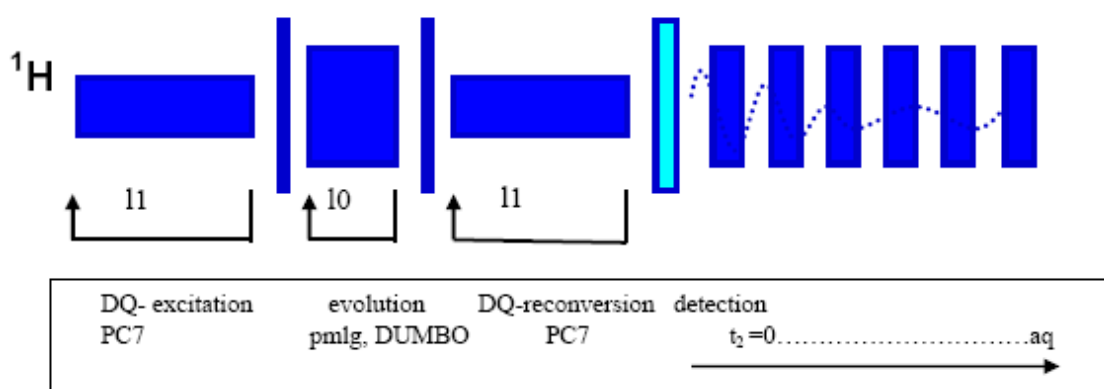 ¹H
l1 l0 l1
DQ- excitation evolution DQ-reconversion detection
PC7 pmlg, DUMBO PC7 t₂ =0…………………………aq